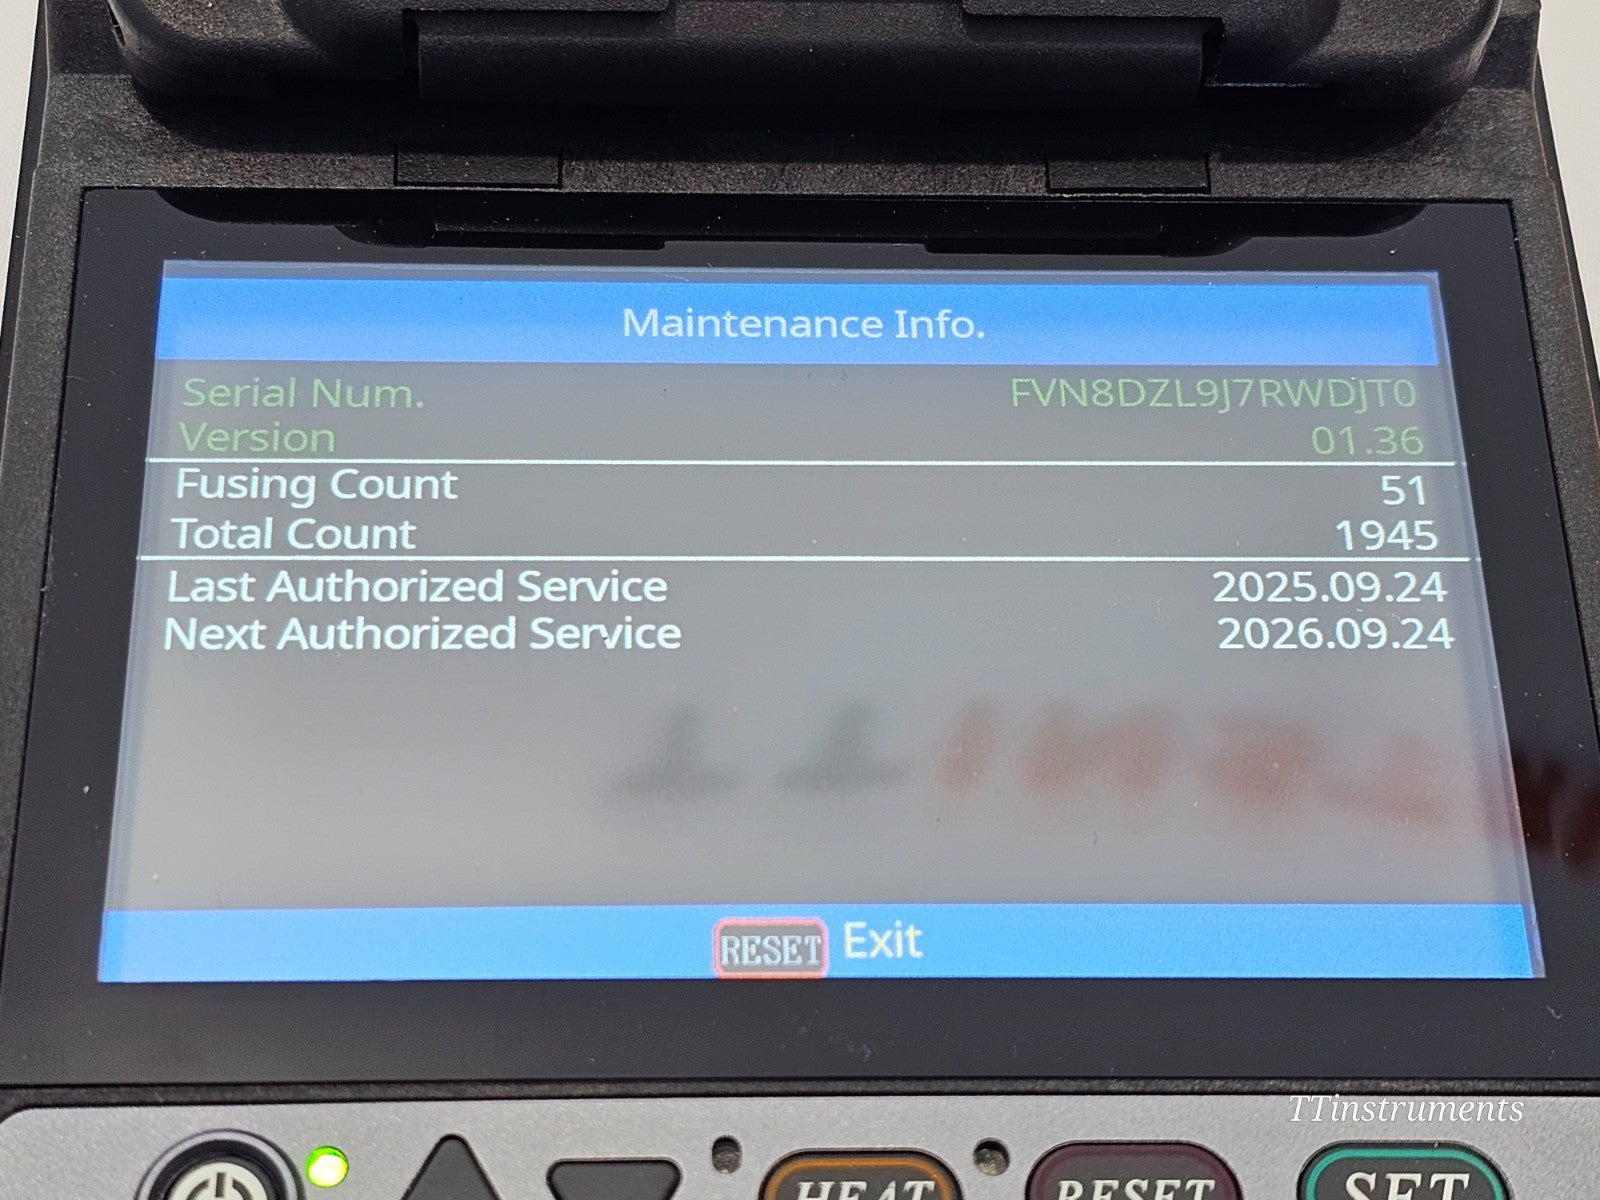 Maintenance Info.
Serial Num. FVN8DZL9J7RWDJT0
Version 01.36
Fusing Count 51
Total Count 1945
Last Authorized Service 2025.09.24
Next Authorized Service 2026.09.24
RESET Exit
TTinstruments
HEAT RESET SET